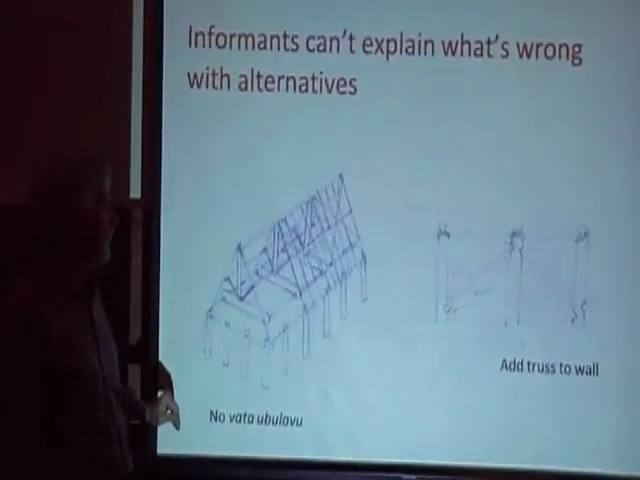 Informants can't explain what's wrong
with alternatives
Add truss to wall
No vata ubulavu